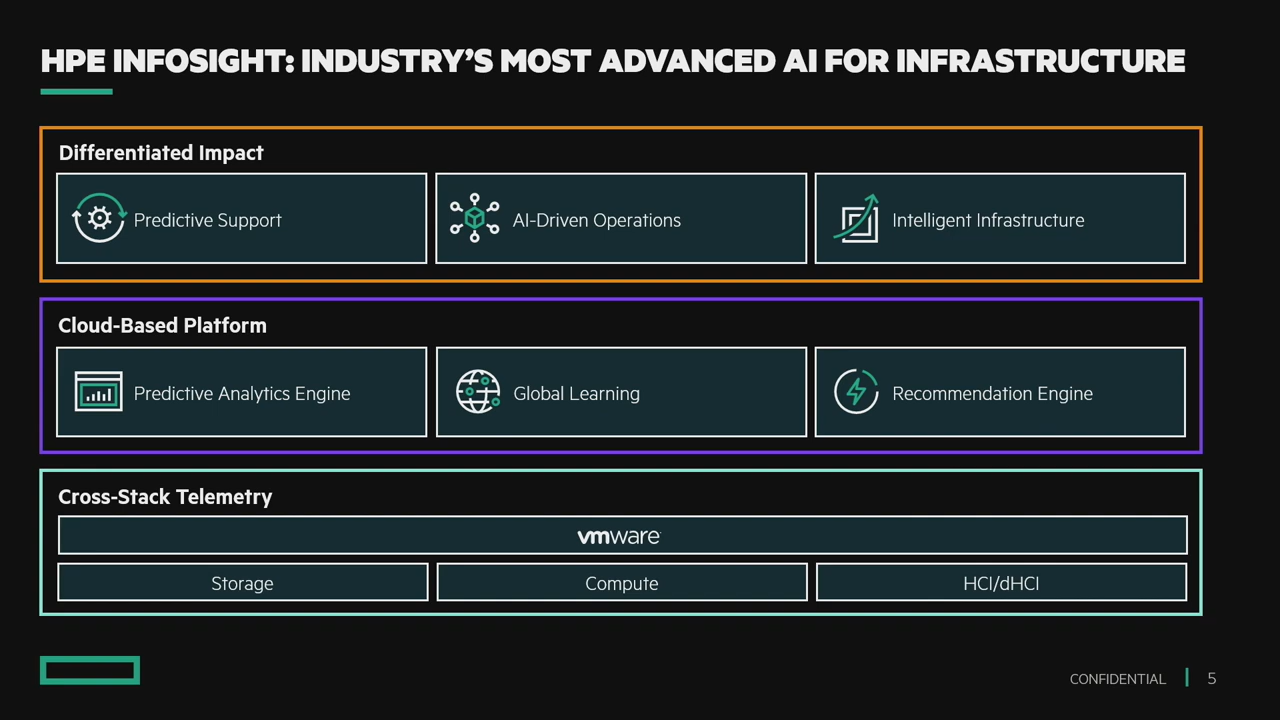 HPE INFOSIGHT: INDUSTRY’S MOST ADVANCED AI FOR INFRASTRUCTURE
Differentiated Impact
Predictive Support
AI-Driven Operations
Intelligent Infrastructure
Cloud-Based Platform
Predictive Analytics Engine
Global Learning
Recommendation Engine
Cross-Stack Telemetry
vmware
Storage
Compute
HCI/dHCI
CONFIDENTIAL
5